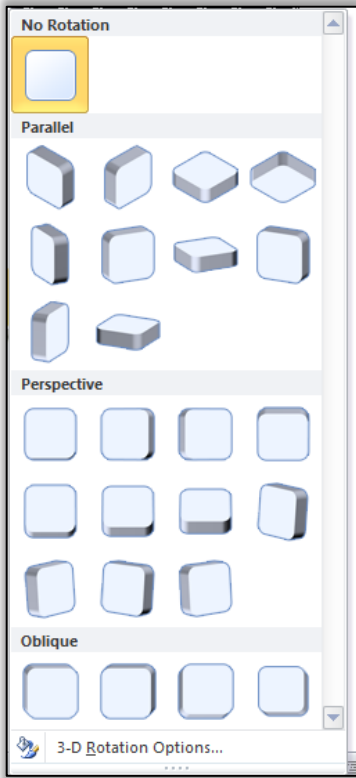 No Rotation
Parallel
Perspective
Oblique
3-D Rotation Options...